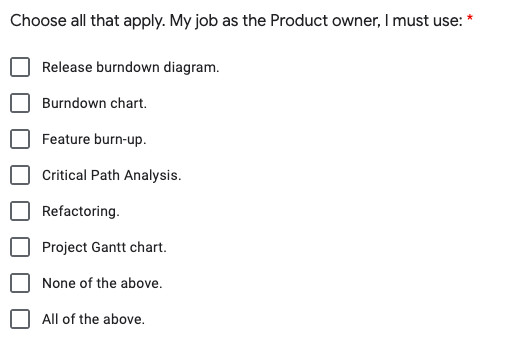 Choose all that apply. My job as the Product owner, I must use: *
Release burndown diagram.
Burndown chart.
Feature burn-up.
Critical Path Analysis.
Refactoring.
Project Gantt chart.
None of the above.
All of the above.